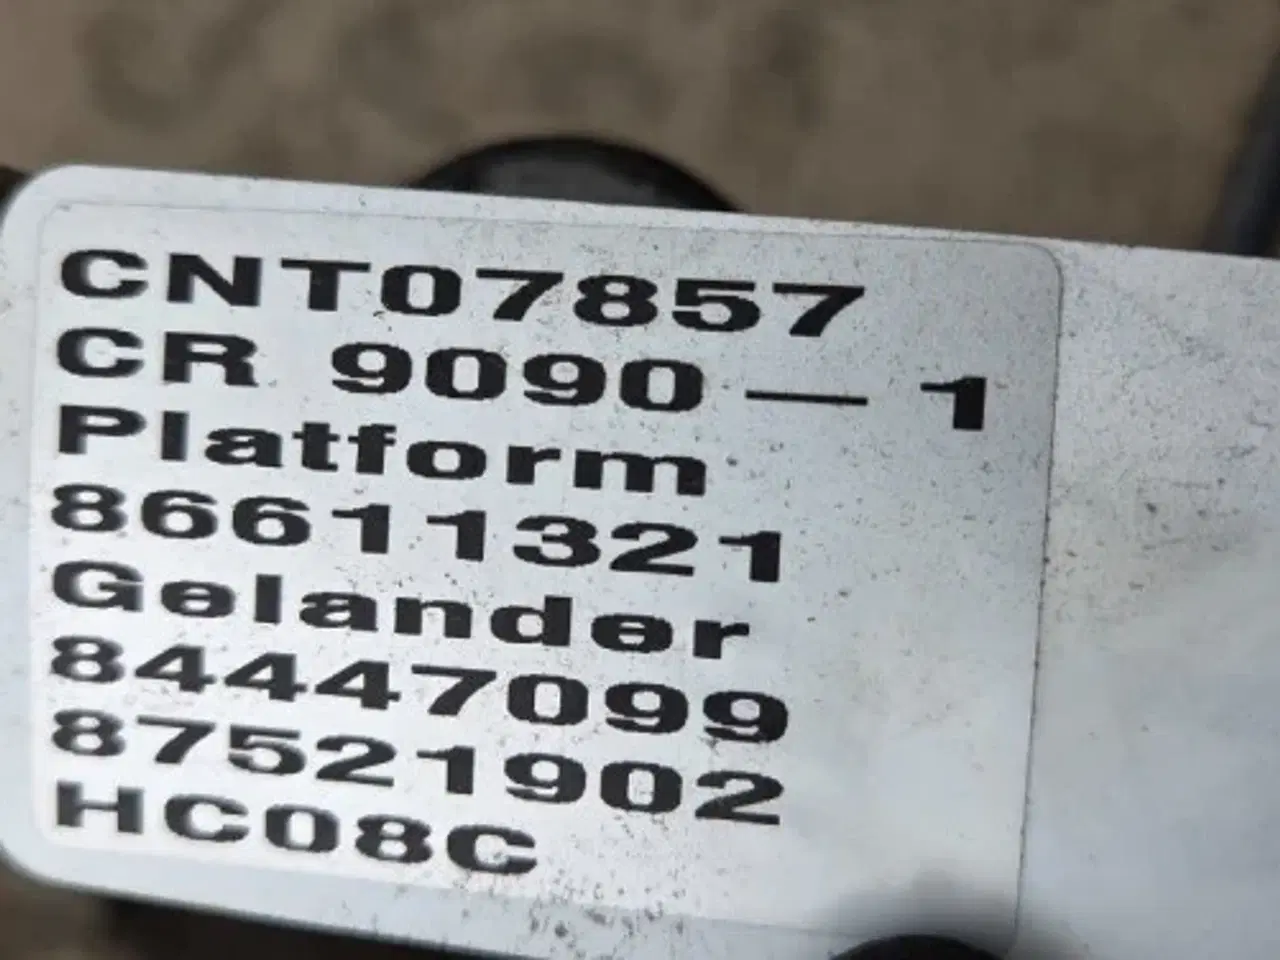 CNT07857
CR 9090 — 1
Platform
86611321
Gelander
84447099
87521902
HC08C